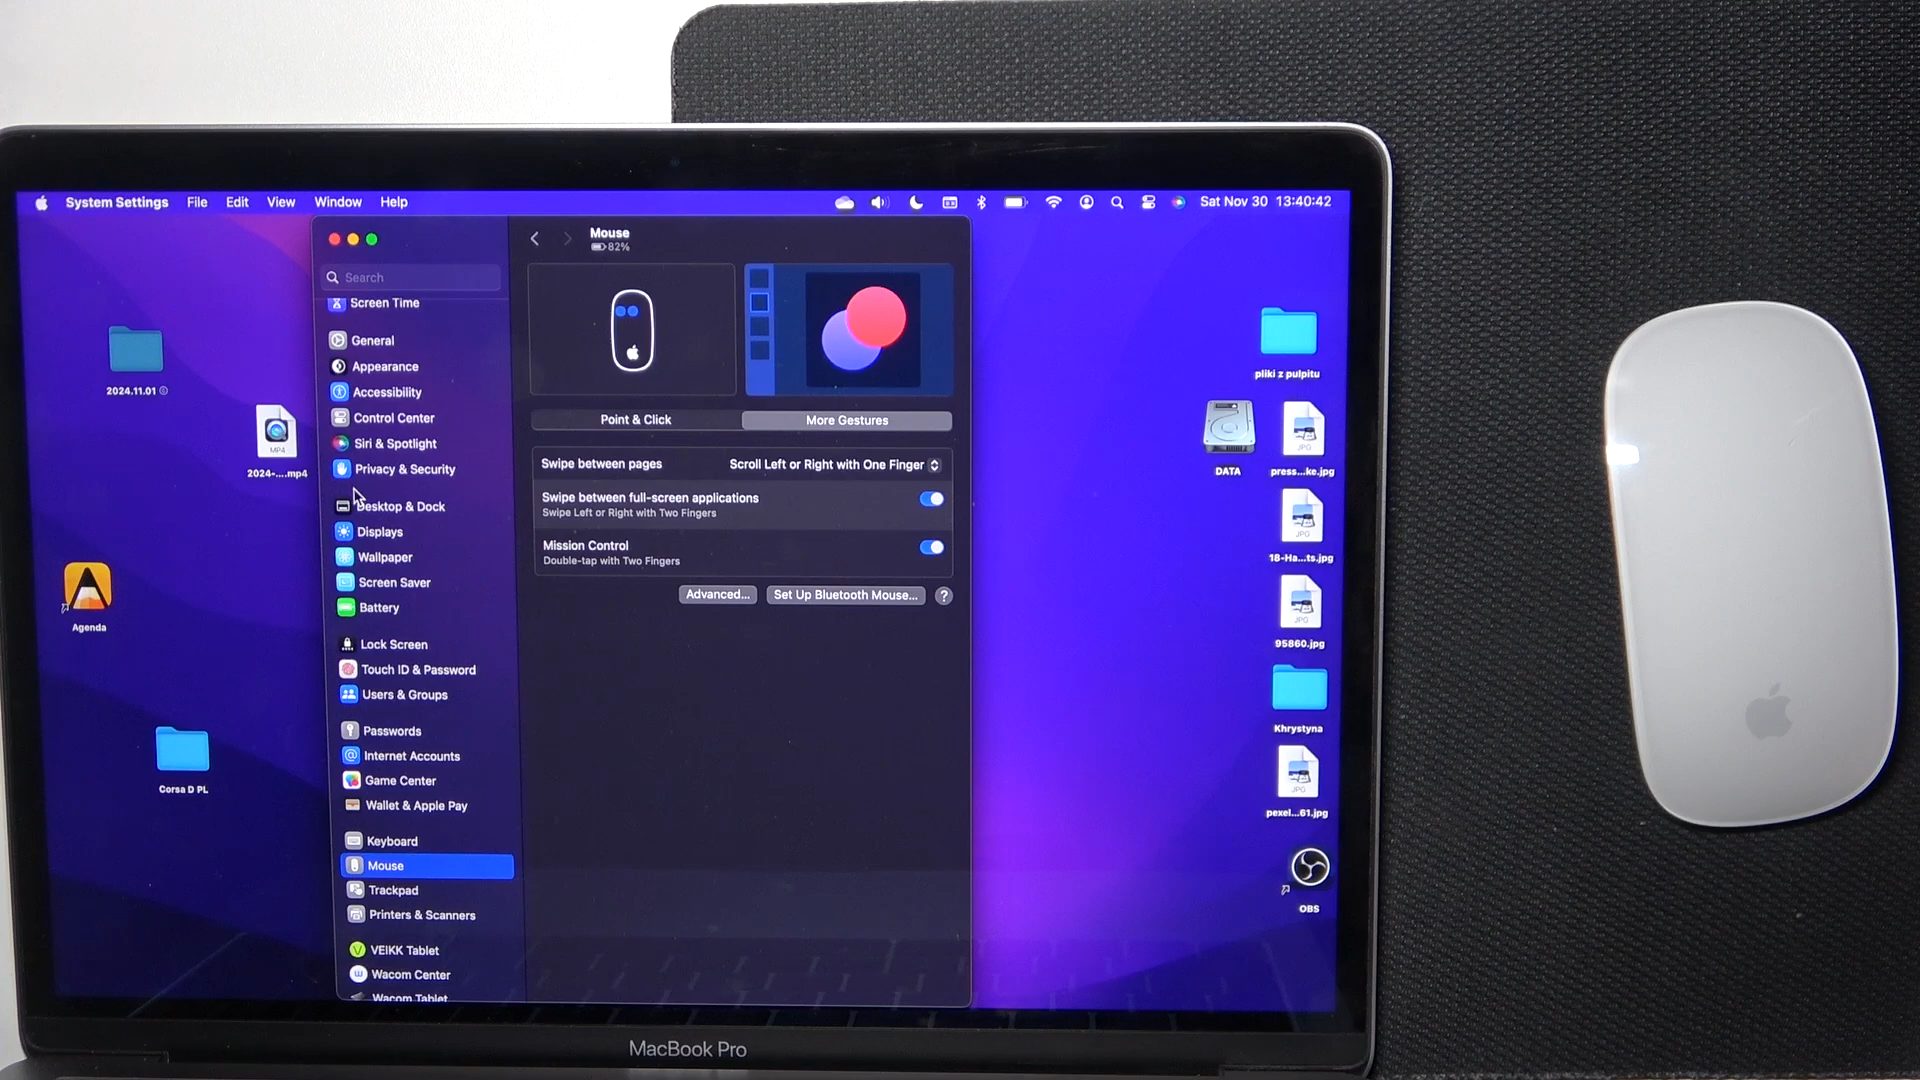 System Settings File Edit View Window Help
Sat Nov 30 13:40:42
Mouse
82%
Search
Screen Time
General
Appearance
Accessibility
Control Center
Siri & Spotlight
Privacy & Security
Desktop & Dock
Displays
Wallpaper
Screen Saver
Battery
Lock Screen
Touch ID & Password
Users & Groups
Passwords
Internet Accounts
Game Center
Wallet & Apple Pay
Keyboard
Mouse
Trackpad
Printers & Scanners
VEIKK Tablet
Wacom Center
Wacom Tablet
Point & Click
More Gestures
Swipe between pages
Scroll Left or Right with One Finger
Swipe between full-screen applications
Swipe Left or Right with Two Fingers
Mission Control
Double-tap with Two Fingers
Advanced...
Set Up Bluetooth Mouse...
?
2024.11.01
MP4
2024-....mp4
Agenda
Corsa D PL
pliki z pulpitu
DATA
JPG
press...ke.jpg
JPG
18-Ha...ts.jpg
JPG
95860.jpg
Khrystyna
JPG
pexel...61.jpg
OBS
MacBook Pro